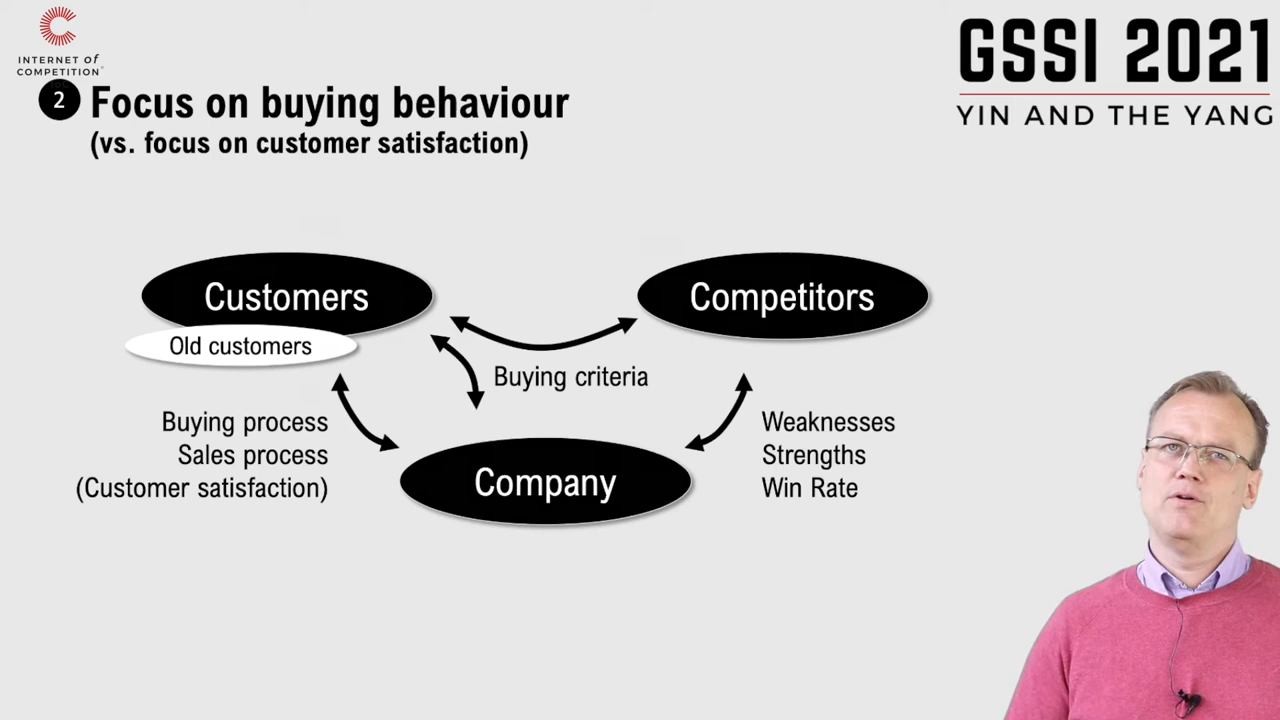 INTERNET of
COMPETITION
GSSI 2021
YIN AND THE YANG
2 Focus on buying behaviour
(vs. focus on customer satisfaction)
Customers
Competitors
Old customers
Buying criteria
Buying process
Sales process
(Customer satisfaction)
Weaknesses
Strengths
Win Rate
Company